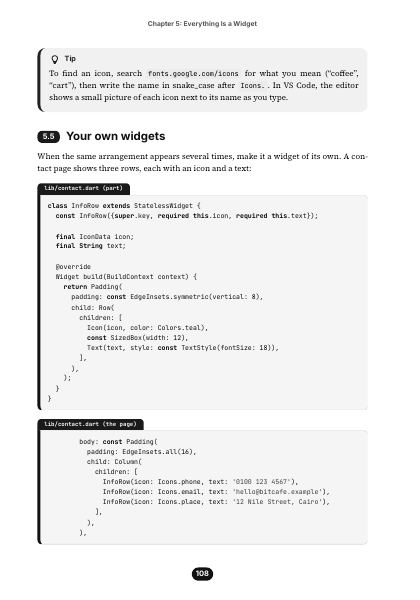 Chapter 5: Everything Is a Widget
Tip
To find an icon, search fonts.google.com/icons for what you mean (“coffee”,
“cart”), then write the name in snake_case after Icons. . In VS Code, the editor
shows a small picture of each icon next to its name as you type.
5.5 Your own widgets
When the same arrangement appears several times, make it a widget of its own. A con-
tact page shows three rows, each with an icon and a text:
lib/contact.dart (part)
class InfoRow extends StatelessWidget {
  const InfoRow({super.key, required this.icon, required this.text});

  final IconData icon;
  final String text;

  @override
  Widget build(BuildContext context) {
    return Padding(
      padding: const EdgeInsets.symmetric(vertical: 8),
      child: Row(
        children: [
          Icon(icon, color: Colors.teal),
          const SizedBox(width: 12),
          Text(text, style: const TextStyle(fontSize: 18)),
        ],
      ),
    );
  }
}
lib/contact.dart (the page)
        body: const Padding(
          padding: EdgeInsets.all(16),
          child: Column(
            children: [
              InfoRow(icon: Icons.phone, text: '0100 123 4567'),
              InfoRow(icon: Icons.email, text: 'hello@bitcafe.example'),
              InfoRow(icon: Icons.place, text: '12 Nile Street, Cairo'),
            ],
          ),
        ),
108